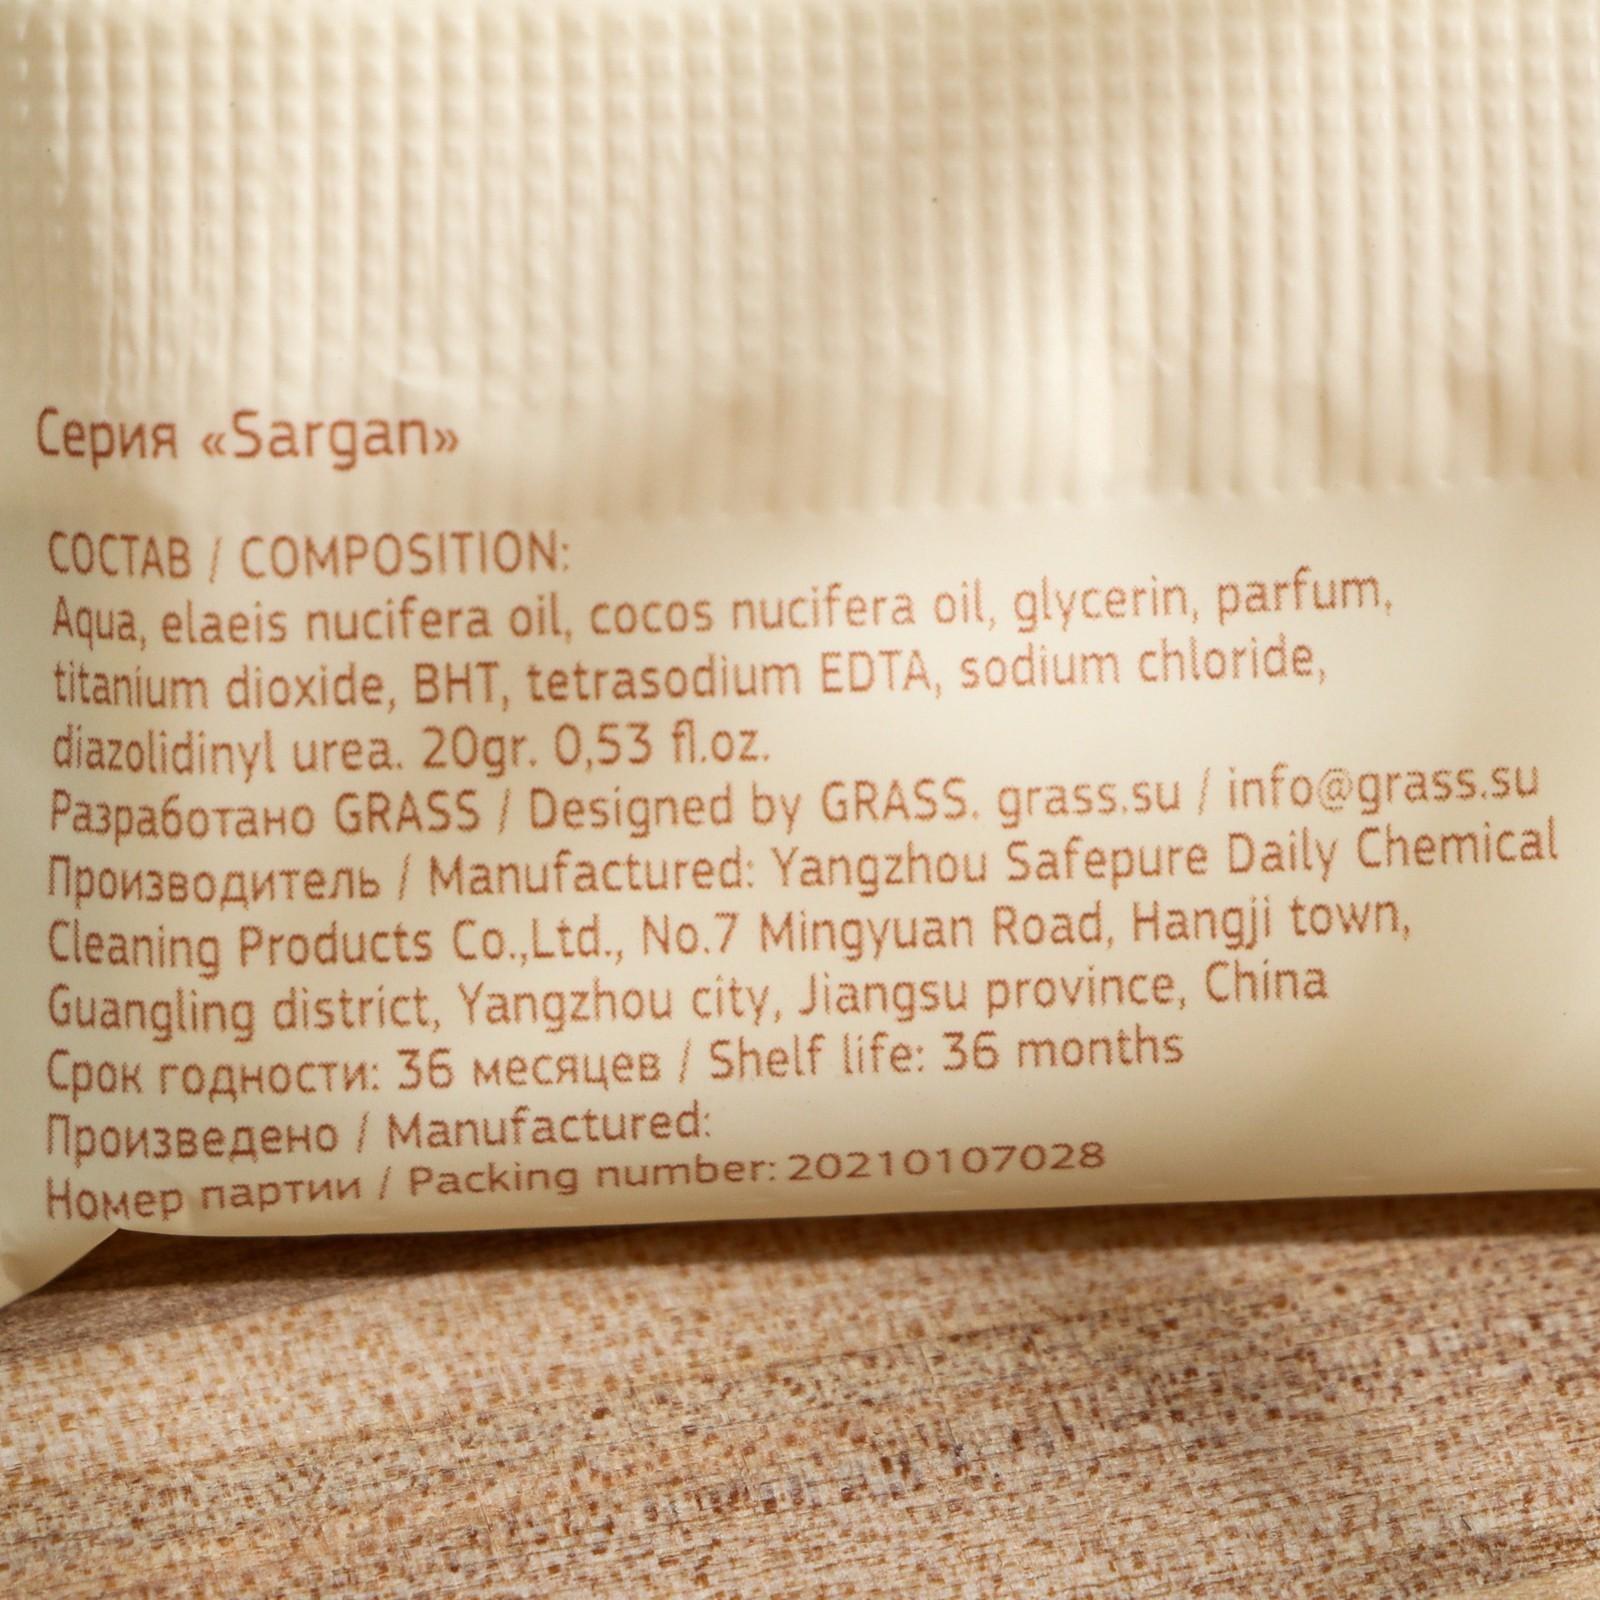 Серия «Sargan»
СОСТАВ / COMPOSITION:
Aqua, elaeis nucifera oil, cocos nucifera oil, glycerin, parfum,
titanium dioxide, BHT, tetrasodium EDTA, sodium chloride,
diazolidinyl urea. 20gr. 0,53 fl.oz.
Разработано GRASS / Designed by GRASS. grass.su / info@grass.su
Производитель / Manufactured: Yangzhou Safepure Daily Chemical
Cleaning Products Co.,Ltd., No.7 Mingyuan Road, Hangji town,
Guangling district, Yangzhou city, Jiangsu province, China
Срок годности: 36 месяцев / Shelf life: 36 months
Произведено / Manufactured:
Номер партии / Packing number: 20210107028